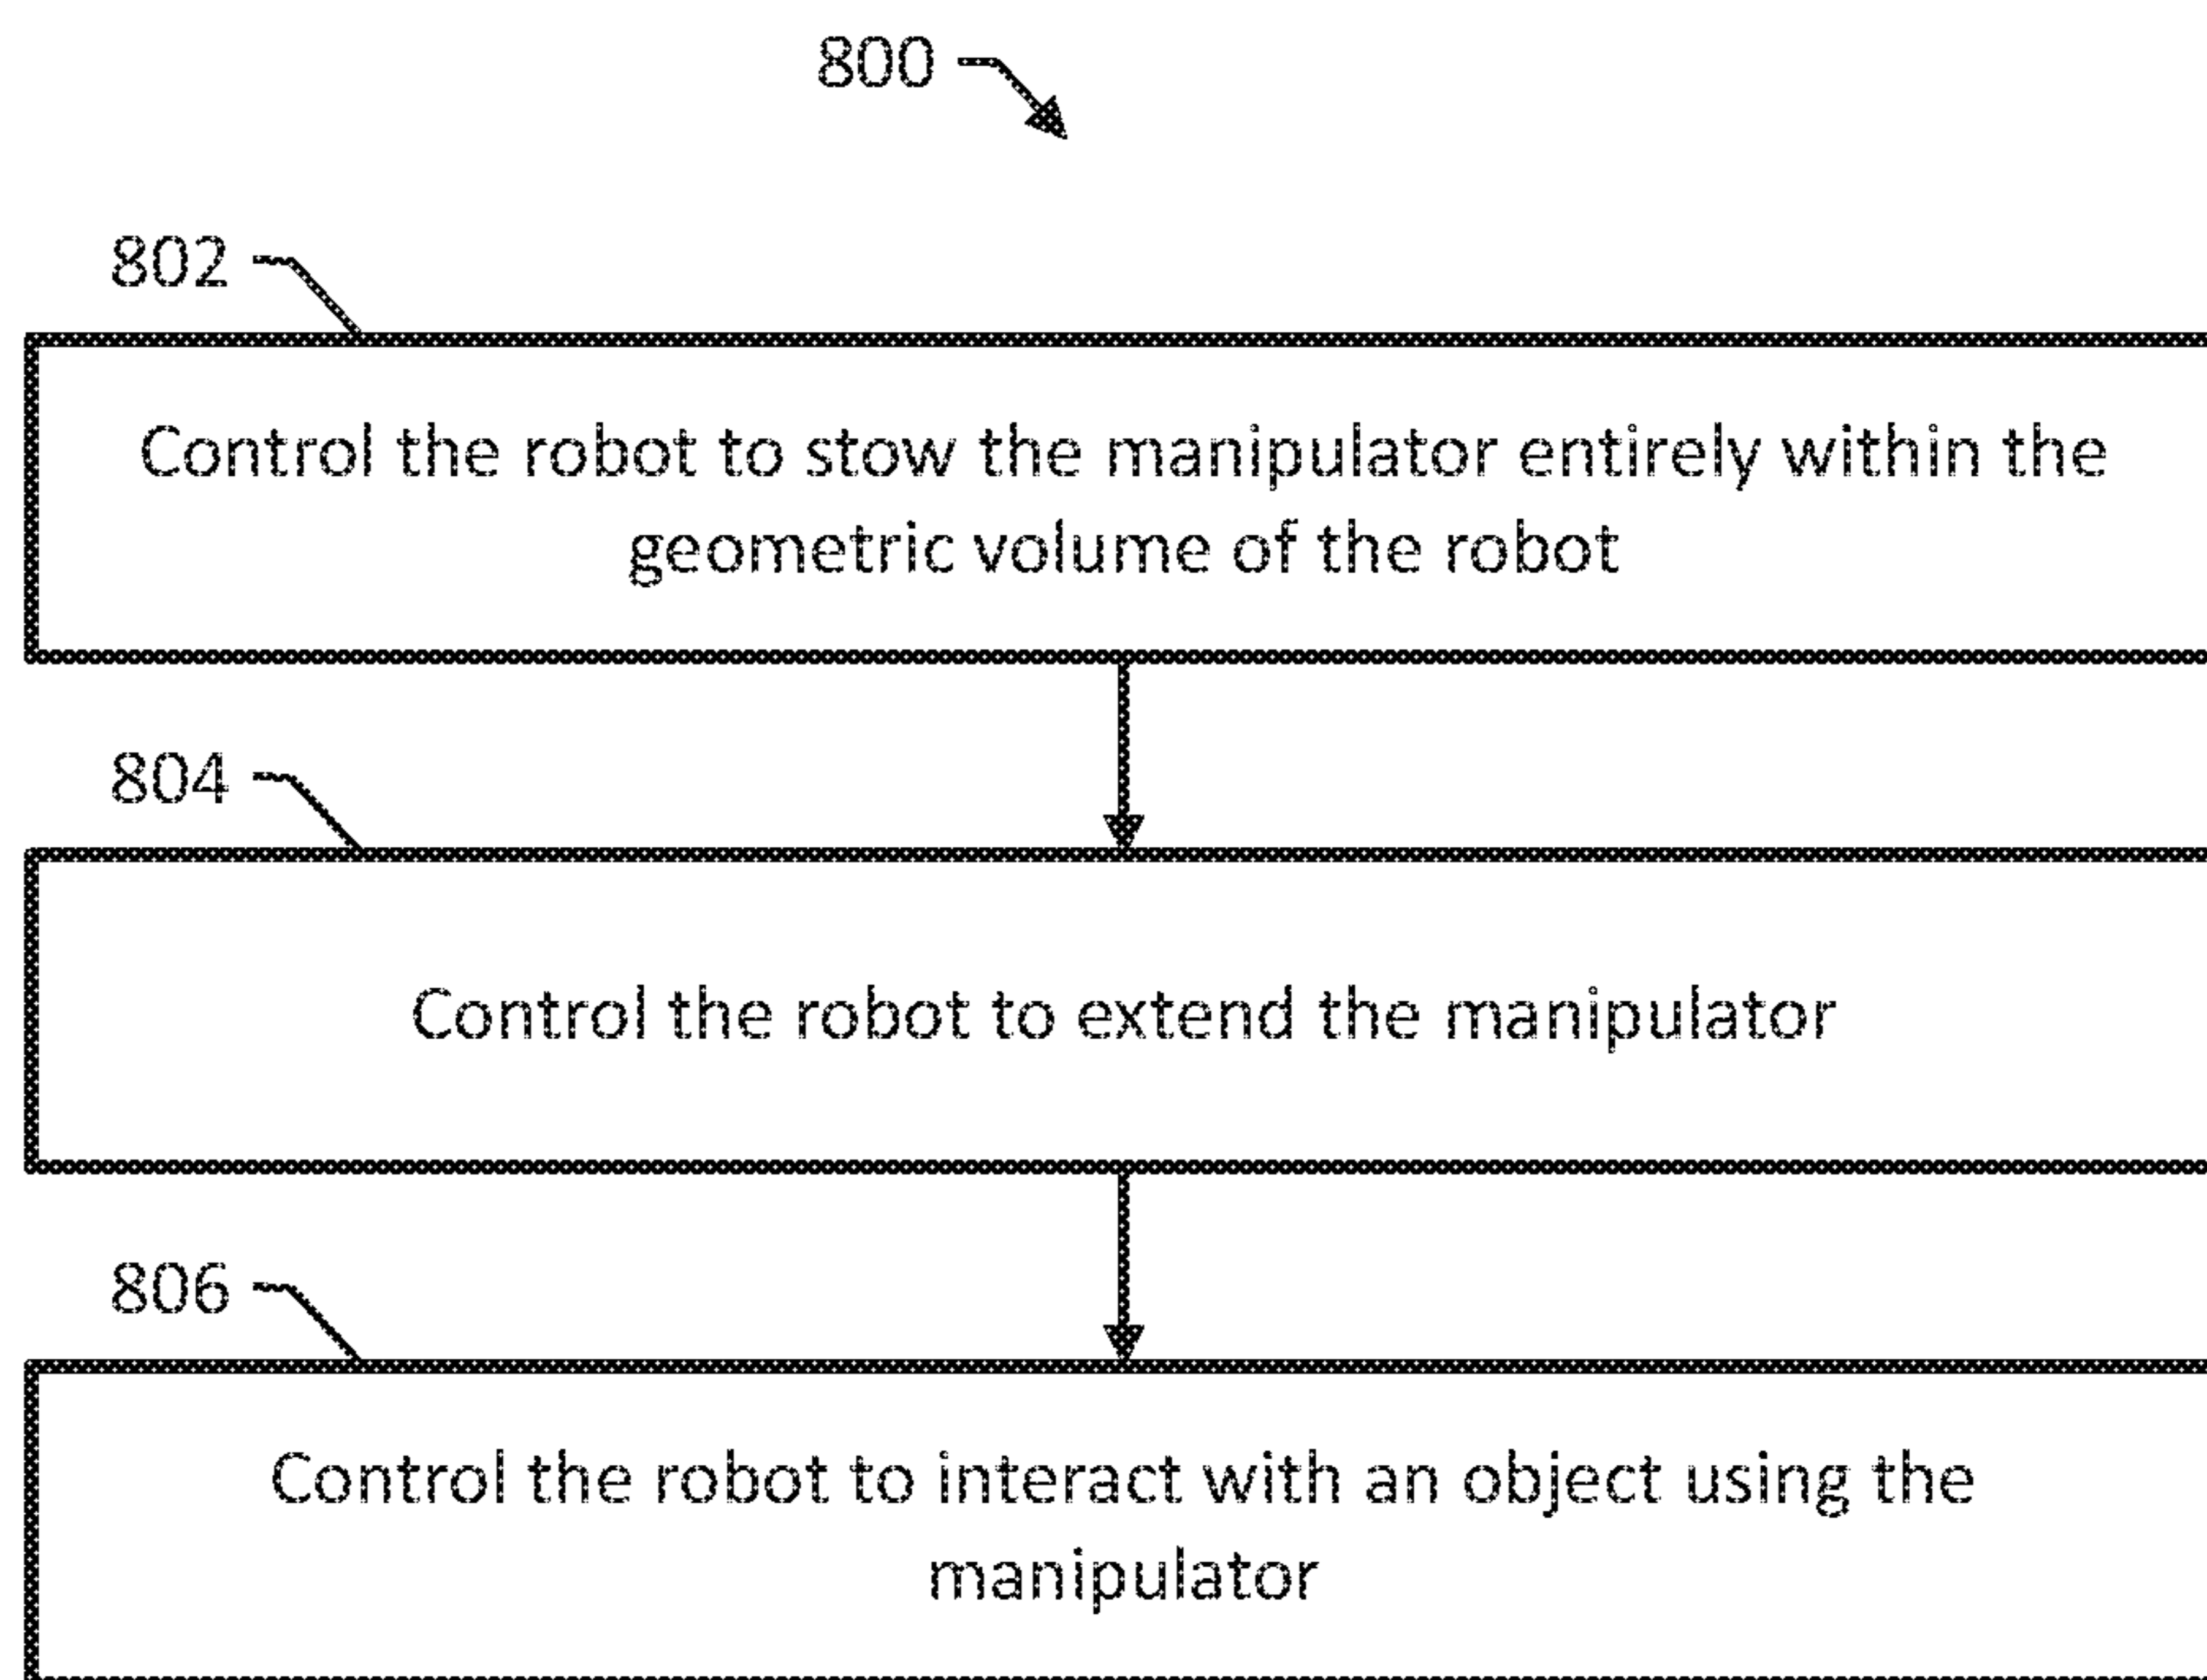 800
802
Control the robot to stow the manipulator entirely within the
geometric volume of the robot
804
Control the robot to extend the manipulator
806
Control the robot to interact with an object using the
manipulator